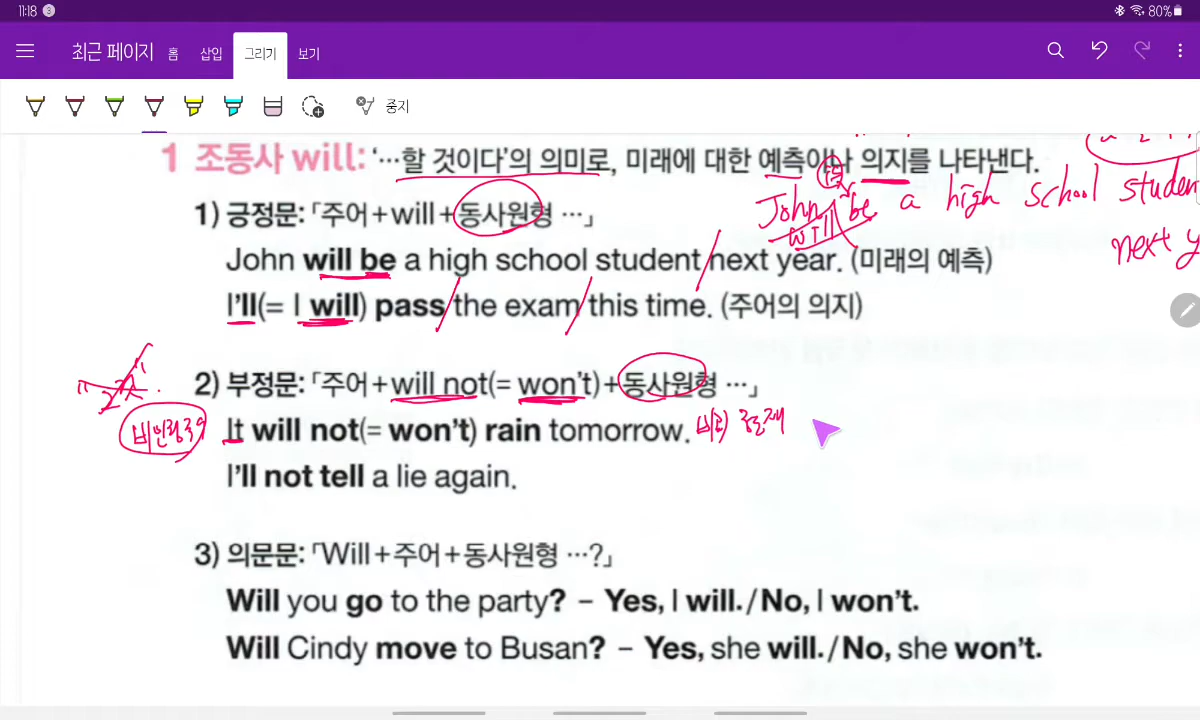 11:18 80%
최근 페이지 홈 삽입 그리기 보기
중지
1 조동사 will: ‘…할 것이다’의 의미로, 미래에 대한 예측이나 의지를 나타낸다.
John be a high school studen
will
next y
1) 긍정문: 「주어+will+동사원형 …」
John will be a high school student next year. (미래의 예측)
I’ll(= I will) pass the exam this time. (주어의 의지)
2) 부정문: 「주어+will not(= won’t)+동사원형 …」
비인칭주어
It will not(= won’t) rain tomorrow.
I’ll not tell a lie again.
3) 의문문: 「Will+주어+동사원형 …?」
Will you go to the party? – Yes, I will. / No, I won’t.
Will Cindy move to Busan? – Yes, she will. / No, she won’t.